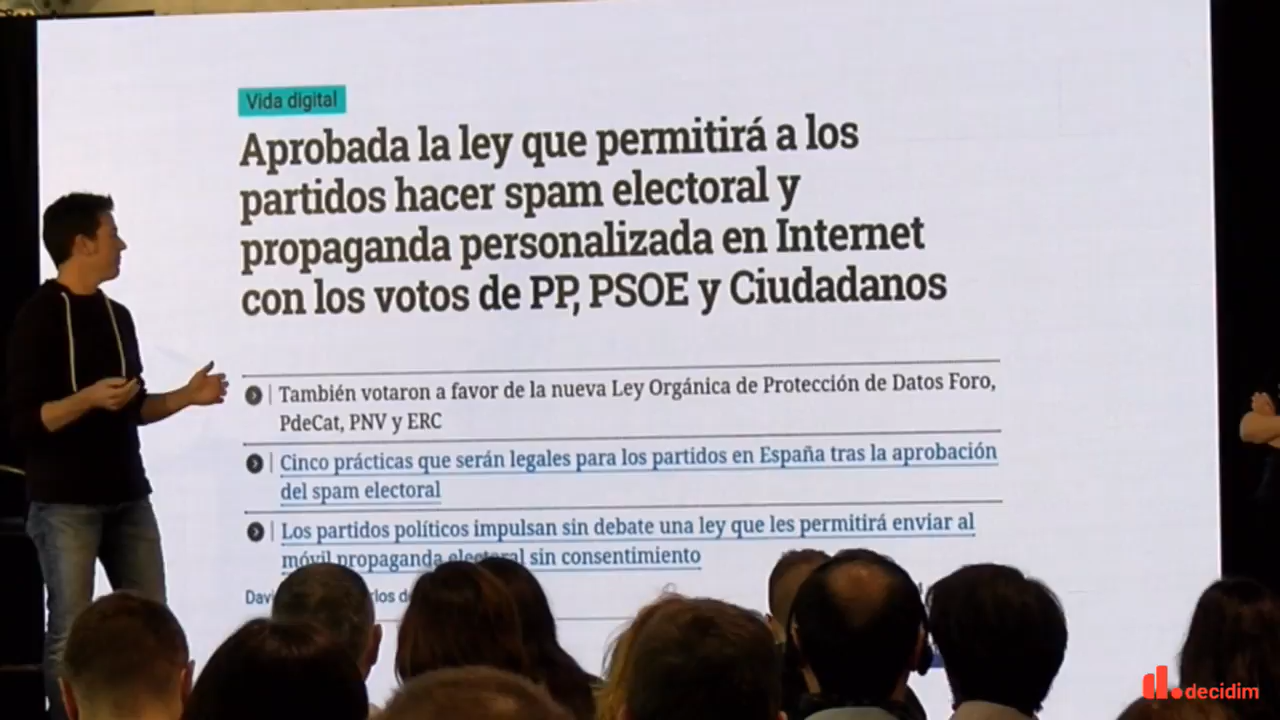 Vida digital
Aprobada la ley que permitirá a los
partidos hacer spam electoral y
propaganda personalizada en Internet
con los votos de PP, PSOE y Ciudadanos
También votaron a favor de la nueva Ley Orgánica de Protección de Datos Foro,
PdeCat, PNV y ERC
Cinco prácticas que serán legales para los partidos en España tras la aprobación
del spam electoral
Los partidos políticos impulsan sin debate una ley que les permitirá enviar al
móvil propaganda electoral sin consentimiento
decidim